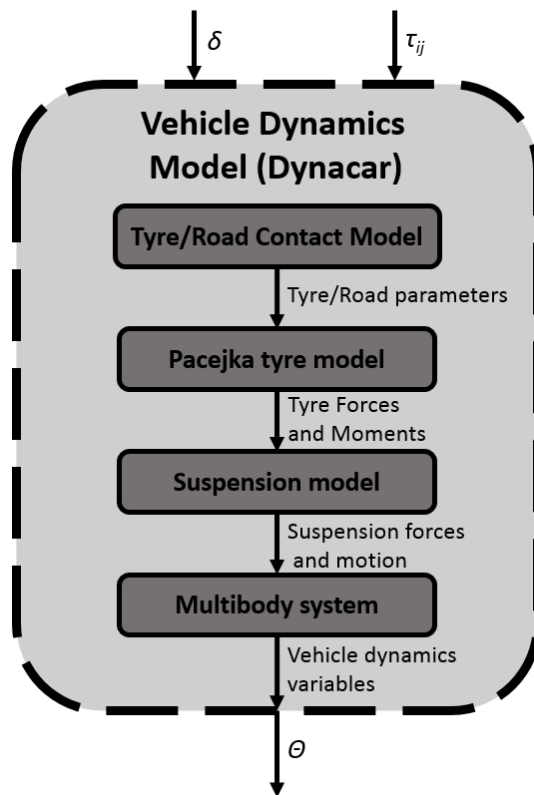 δ
τij
Vehicle Dynamics
Model (Dynacar)
Tyre/Road Contact Model
Tyre/Road parameters
Pacejka tyre model
Tyre Forces
and Moments
Suspension model
Suspension forces
and motion
Multibody system
Vehicle dynamics
variables
Θ